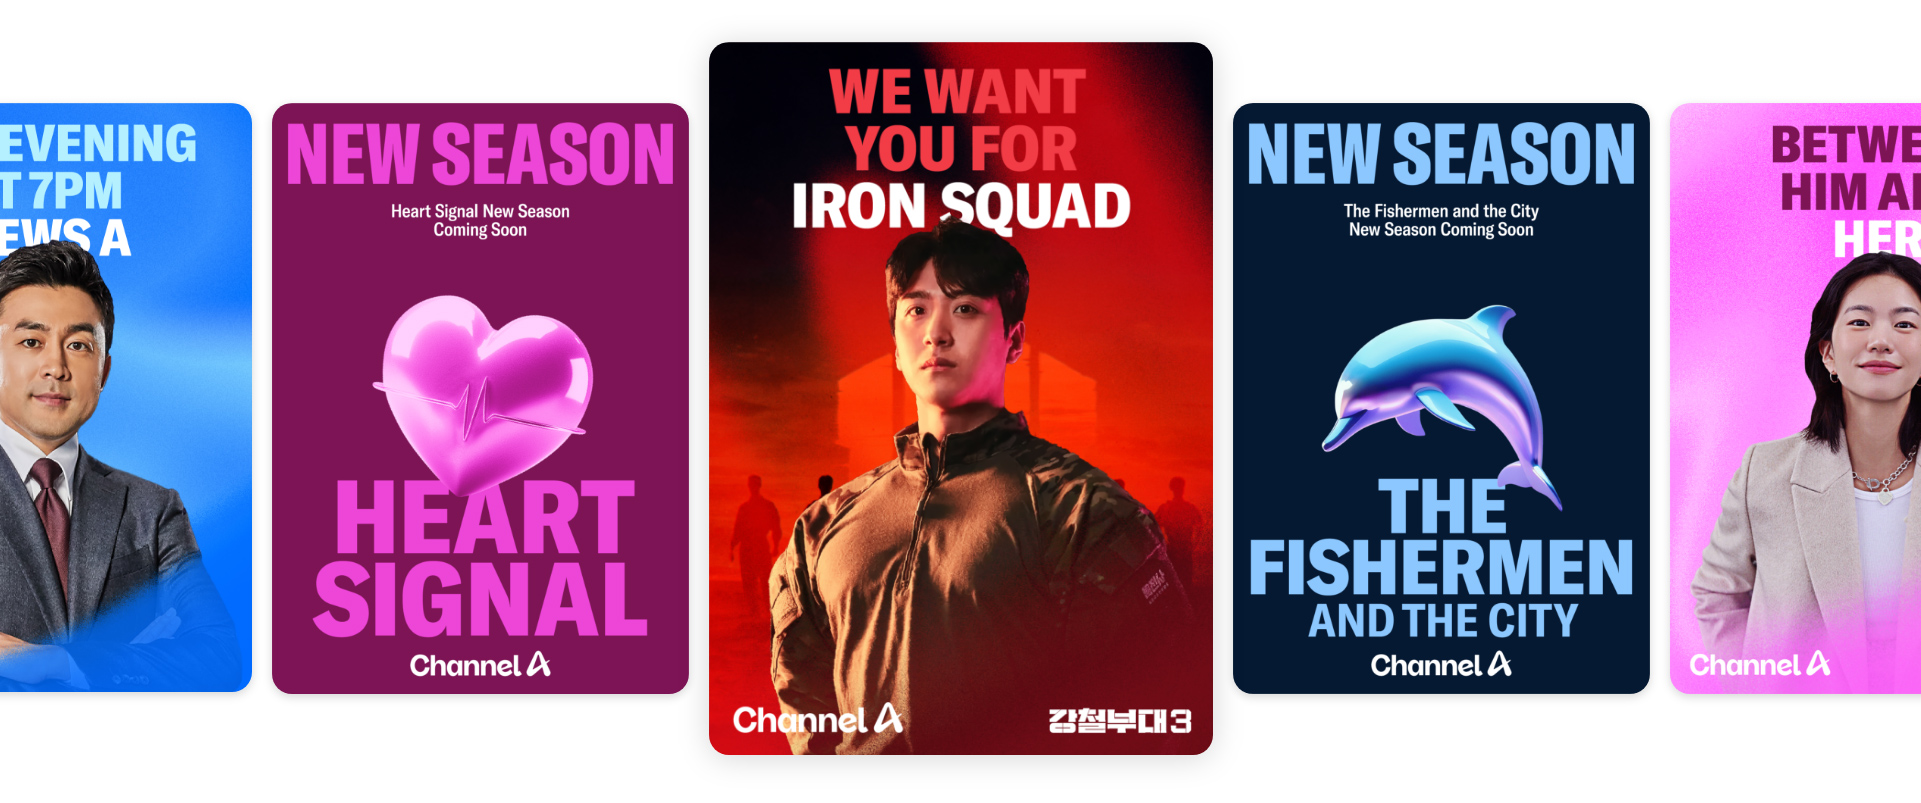 EVENING
T 7PM
EWS A
NEW SEASON
Heart Signal New Season
Coming Soon
HEART
SIGNAL
Channel A
WE WANT
YOU FOR
IRON SQUAD
Channel A
강철부대3
NEW SEASON
The Fishermen and the City
New Season Coming Soon
THE
FISHERMEN
AND THE CITY
Channel A
BETWE
HIM A
HER
Channel A